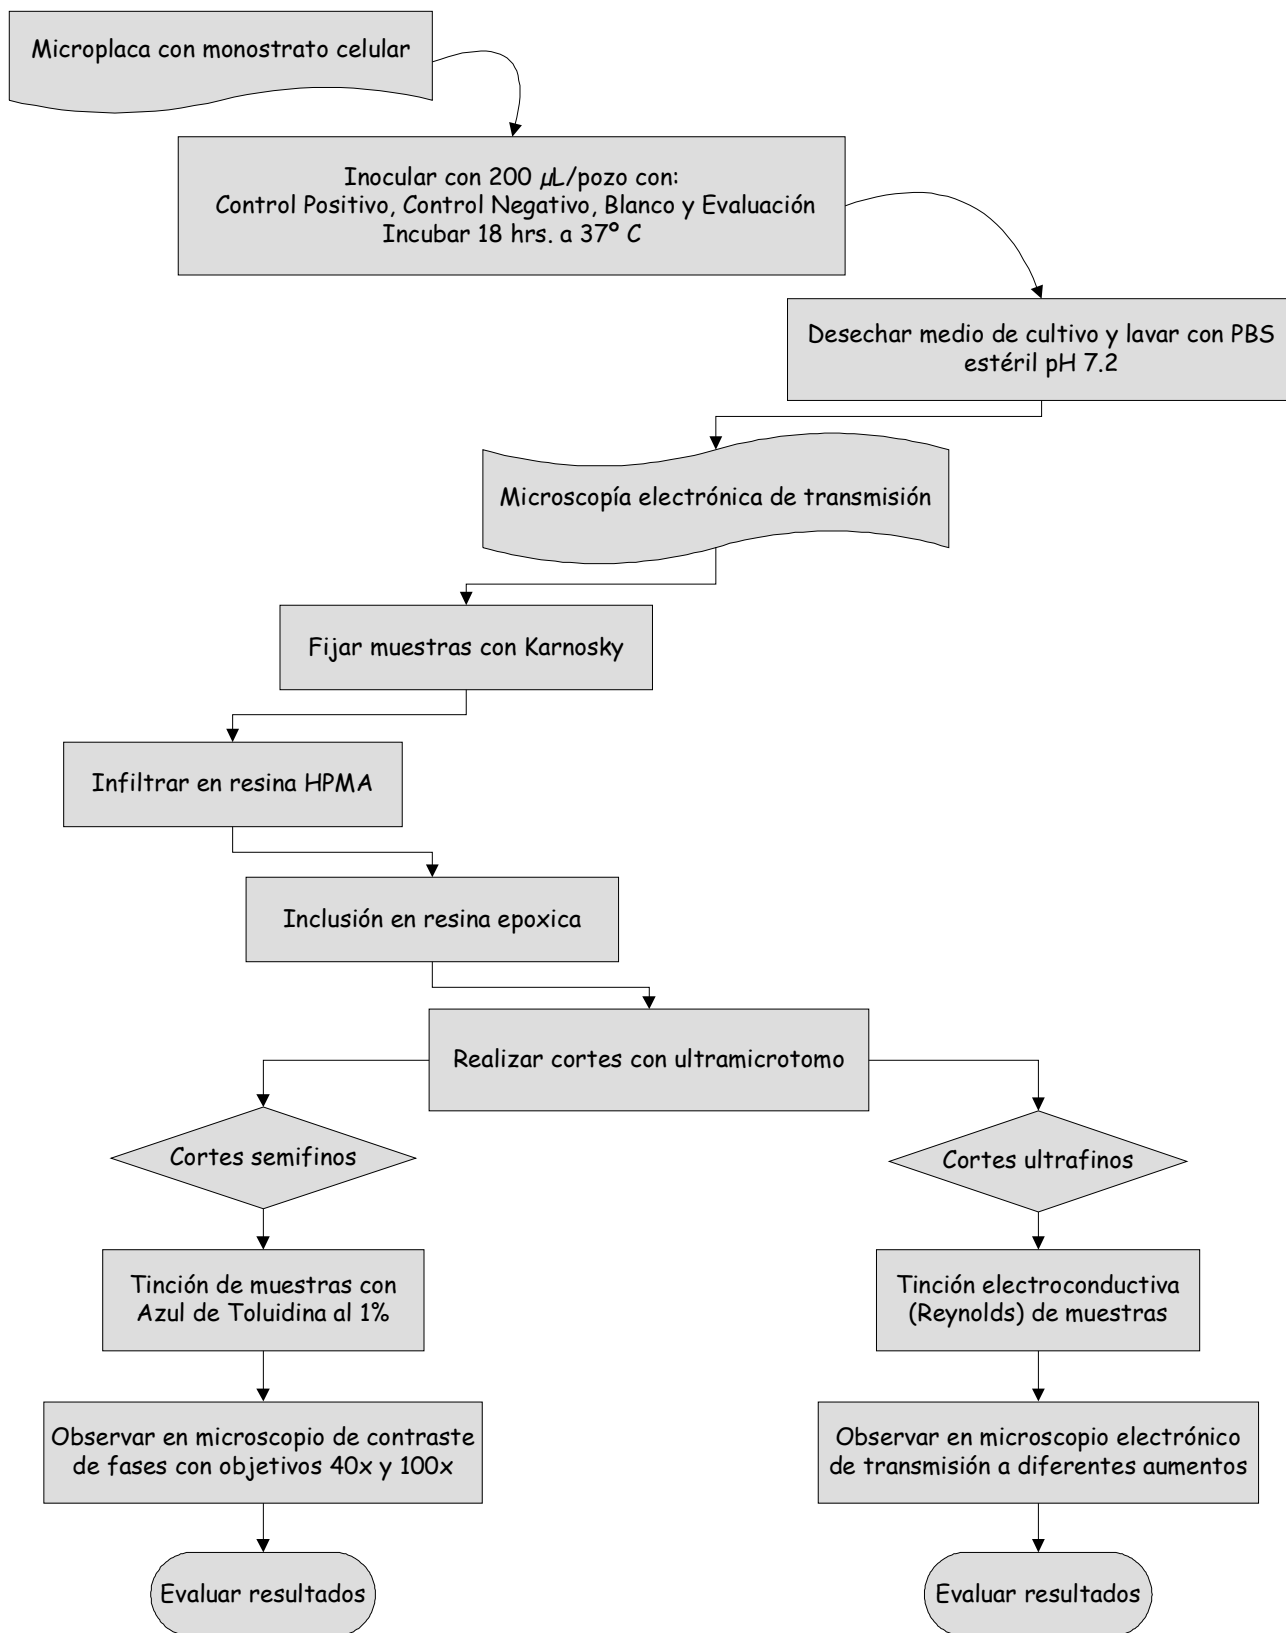 Microplaca con monostrato celular
Inocular con 200 µL/pozo con:
Control Positivo, Control Negativo, Blanco y Evaluación
Incubar 18 hrs. a 37º C
Desechar medio de cultivo y lavar con PBS
estéril pH 7.2
Microscopía electrónica de transmisión
Fijar muestras con Karnosky
Infiltrar en resina HPMA
Inclusión en resina epoxica
Realizar cortes con ultramicrotomo
Cortes semifinos
Tinción de muestras con
Azul de Toluidina al 1%
Observar en microscopio de contraste
de fases con objetivos 40x y 100x
Evaluar resultados
Cortes ultrafinos
Tinción electroconductiva
(Reynolds) de muestras
Observar en microscopio electrónico
de transmisión a diferentes aumentos
Evaluar resultados